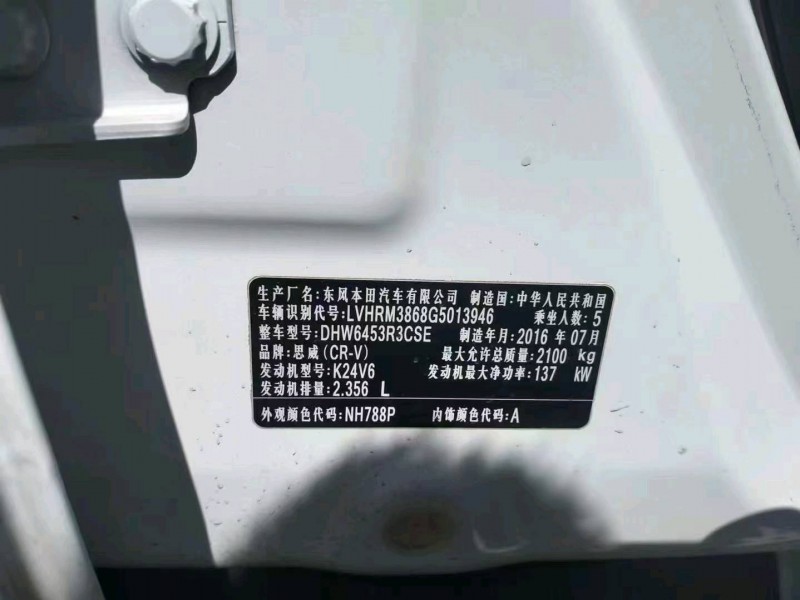 生产厂名:东风本田汽车有限公司 制造国:中华人民共和国
车辆识别代号:LVHRM3868G5013946 乘坐人数:5
整车型号:DHW6453R3CSE 制造年月:2016 年 07月
品牌:思威(CR-V) 最大允许总质量:2100 kg
发动机型号:K24V6 发动机最大净功率:137 kW
发动机排量:2.356 L
外观颜色代码:NH788P 内饰颜色代码:A